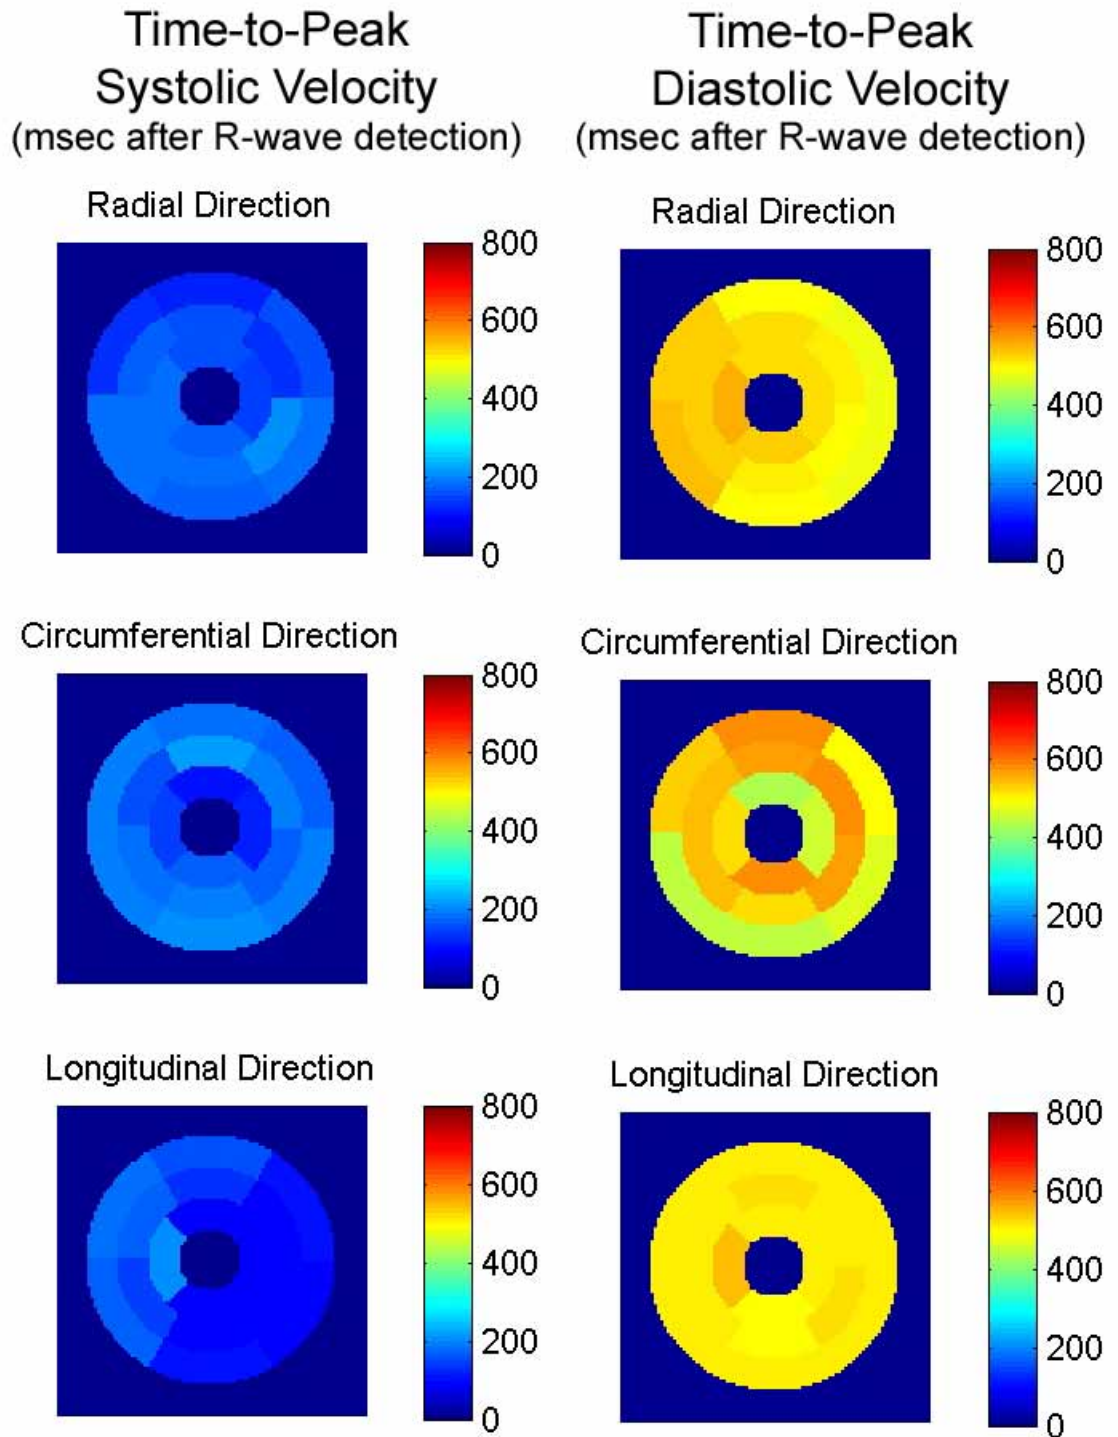 Time-to-Peak
Systolic Velocity
(msec after R-wave detection)
Time-to-Peak
Diastolic Velocity
(msec after R-wave detection)
Radial Direction
800
600
400
200
0
Radial Direction
800
600
400
200
0
Circumferential Direction
800
600
400
200
0
Circumferential Direction
800
600
400
200
0
Longitudinal Direction
800
600
400
200
0
Longitudinal Direction
800
600
400
200
0